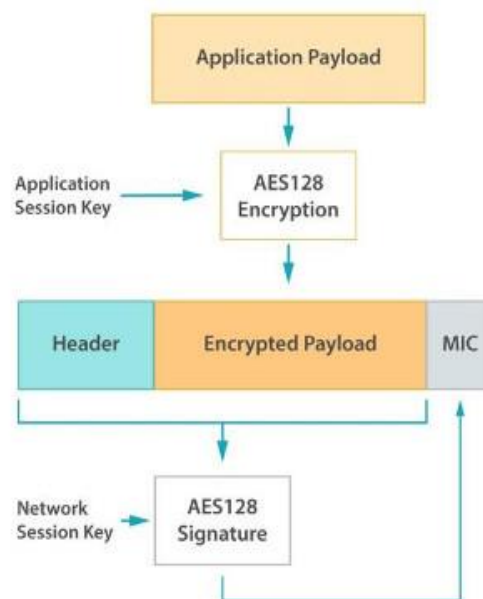 Application Payload
Application
Session Key
AES128
Encryption
Header
Encrypted Payload
MIC
Network
Session Key
AES128
Signature